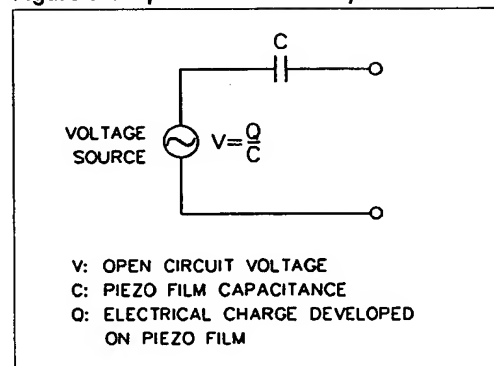 C
VOLTAGE
SOURCE
V=Q/C
V: OPEN CIRCUIT VOLTAGE
C: PIEZO FILM CAPACITANCE
Q: ELECTRICAL CHARGE DEVELOPED
ON PIEZO FILM